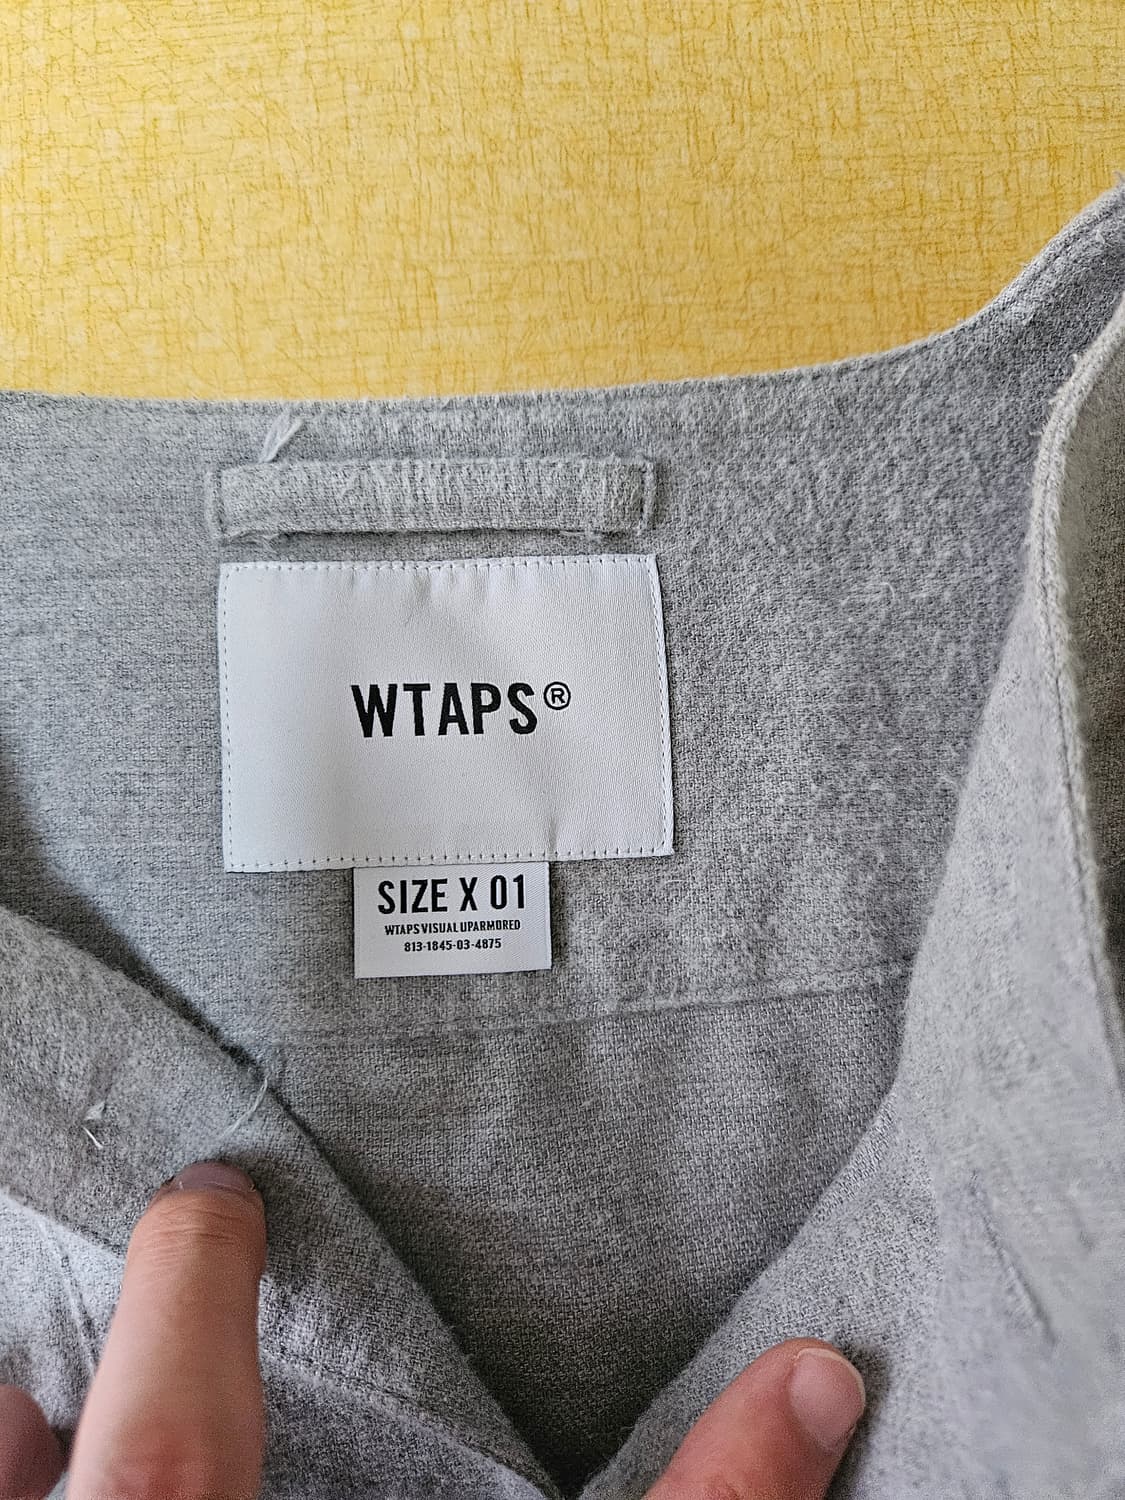 WTAPS®
SIZE X 01
WTAPS VISUAL UPARMORED
813-1845-03-4875